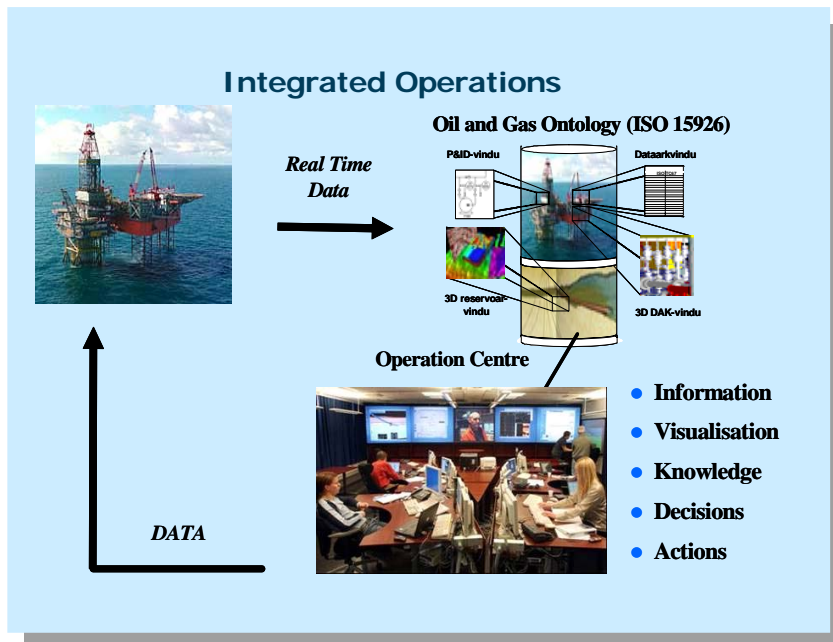 Integrated Operations
Oil and Gas Ontology (ISO 15926)
P&ID-vindu
Dataarkvindu
Real Time
Data
3D reservoar-
vindu
3D DAK-vindu
Operation Centre
Information
Visualisation
Knowledge
Decisions
Actions
DATA